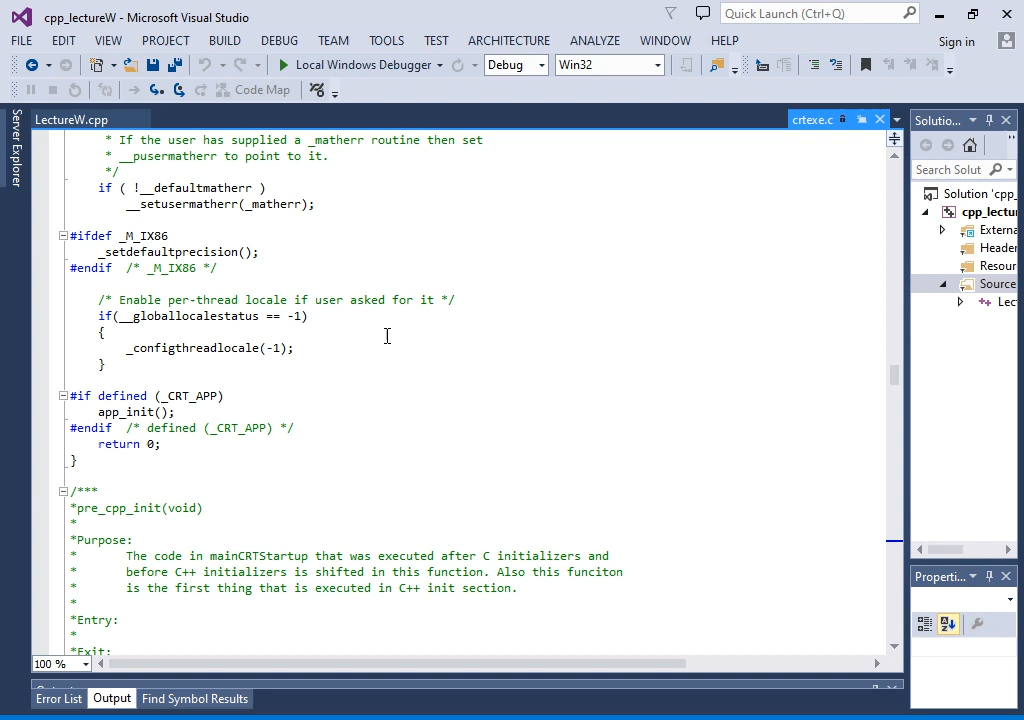 cpp_lectureW - Microsoft Visual Studio
Quick Launch (Ctrl+Q)
FILE EDIT VIEW PROJECT BUILD DEBUG TEAM TOOLS TEST ARCHITECTURE ANALYZE WINDOW HELP Sign in
Local Windows Debugger Debug Win32
Code Map
Server Explorer
LectureW.cpp crtexe.c
* If the user has supplied a _matherr routine then set
* __pusermatherr to point to it.
*/
if ( !__defaultmatherr )
__setusermatherr(_matherr);
#ifdef _M_IX86
_setdefaultprecision();
#endif /* _M_IX86 */
/* Enable per-thread locale if user asked for it */
if(__globallocalestatus == -1)
{
_configthreadlocale(-1);
}
#if defined (_CRT_APP)
app_init();
#endif /* defined (_CRT_APP) */
return 0;
}
/***
*pre_cpp_init(void)
*
*Purpose:
* The code in mainCRTStartup that was executed after C initializers and
* before C++ initializers is shifted in this function. Also this funciton
* is the first thing that is executed in C++ init section.
*
*Entry:
*
*Exit:
100 %
Error List Output Find Symbol Results
Solutio...
Search Solut
Solution 'cpp_
cpp_lectu
Externa
Header
Resour
Source
Lec
Properti...